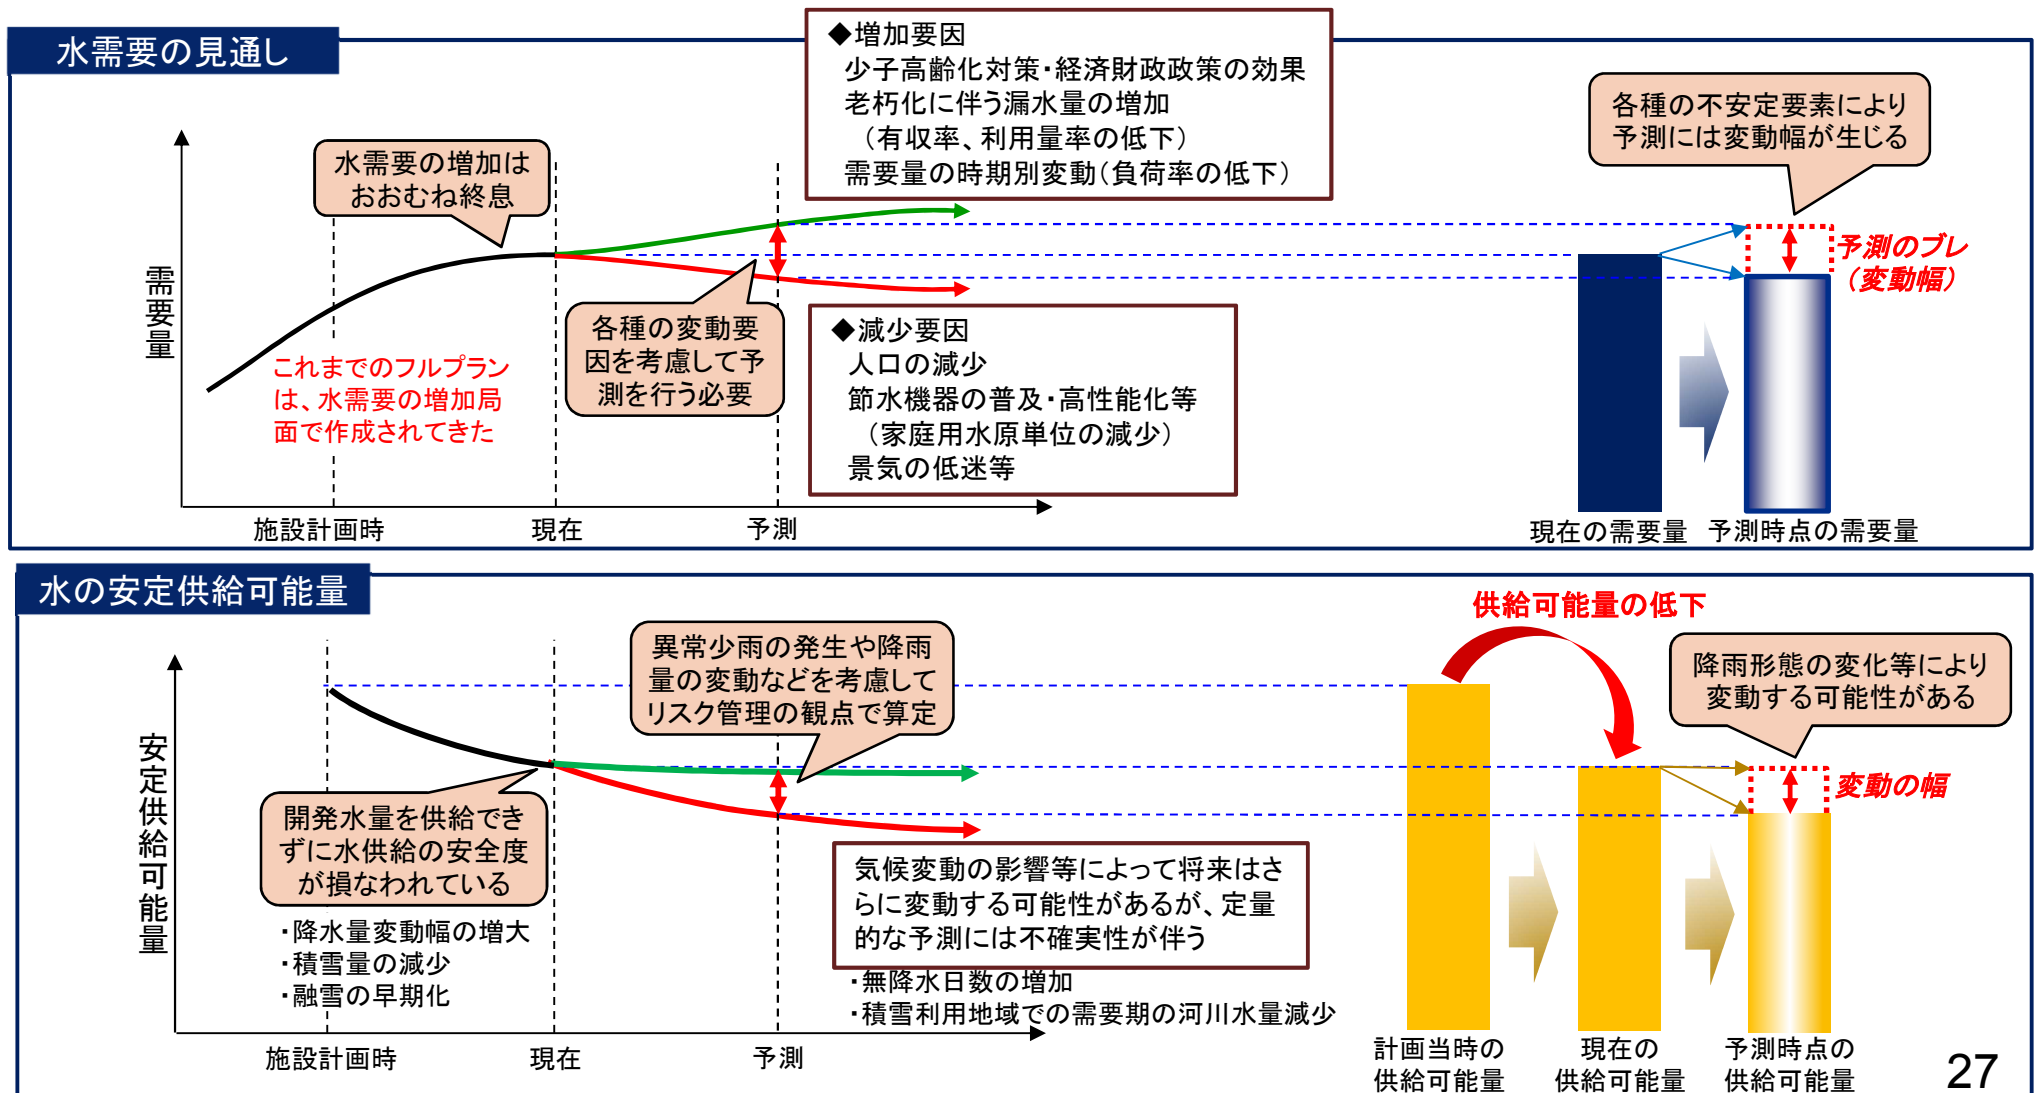 水需要の見通し
◆増加要因
少子高齢化対策・経済財政政策の効果
老朽化に伴う漏水量の増加
（有収率、利用量率の低下）
需要量の時期別変動（負荷率の低下）
各種の不安定要素により
予測には変動幅が生じる
水需要の増加は
おおむね終息
需要量
これまでのフルプラン
は、水需要の増加局
面で作成されてきた
各種の変動要
因を考慮して予
測を行う必要
◆減少要因
人口の減少
節水機器の普及・高性能化等
（家庭用水原単位の減少）
景気の低迷等
予測のブレ
（変動幅）
施設計画時
現在
予測
現在の需要量
予測時点の需要量
水の安定供給可能量
供給可能量の低下
異常少雨の発生や降雨
量の変動などを考慮して
リスク管理の観点で算定
降雨形態の変化等により
変動する可能性がある
安定供給可能量
変動の幅
開発水量を供給でき
ずに水供給の安全度
が損なわれている
・降水量変動幅の増大
・積雪量の減少
・融雪の早期化
気候変動の影響等によって将来はさ
らに変動する可能性があるが、定量
的な予測には不確実性が伴う
・無降水日数の増加
・積雪利用地域での需要期の河川水量減少
施設計画時
現在
予測
計画当時の
供給可能量
現在の
供給可能量
予測時点の
供給可能量
27